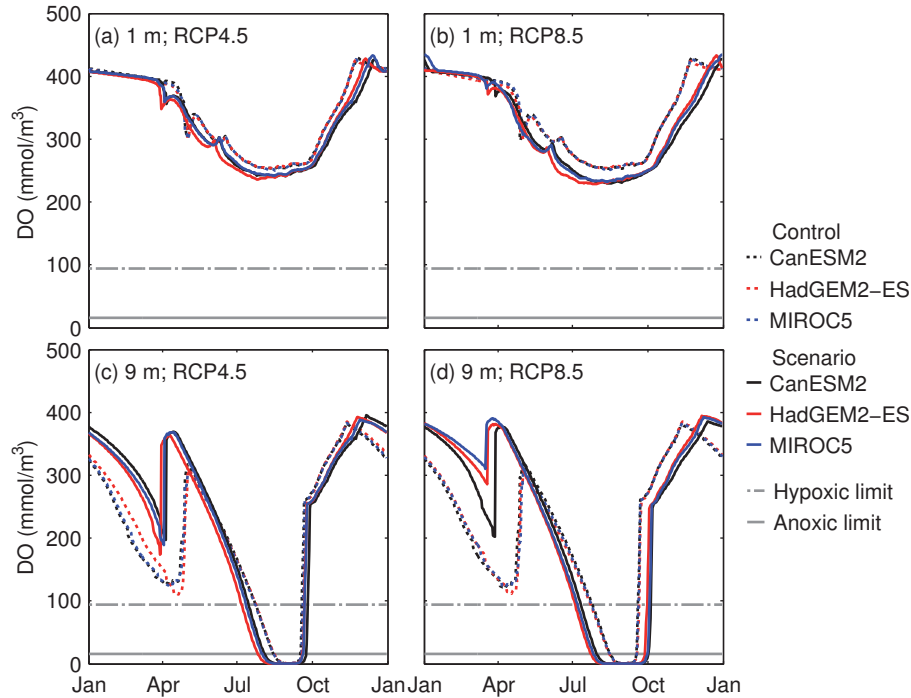 (a) 1 m; RCP4.5
(b) 1 m; RCP8.5
500
400
300
200
100
0
DO (mmol/m³)
Control
CanESM2
HadGEM2−ES
MIROC5
Scenario
CanESM2
HadGEM2−ES
MIROC5
Hypoxic limit
Anoxic limit
(c) 9 m; RCP4.5
(d) 9 m; RCP8.5
500
400
300
200
100
0
DO (mmol/m³)
Jan Apr Jul Oct Jan
Jan Apr Jul Oct Jan